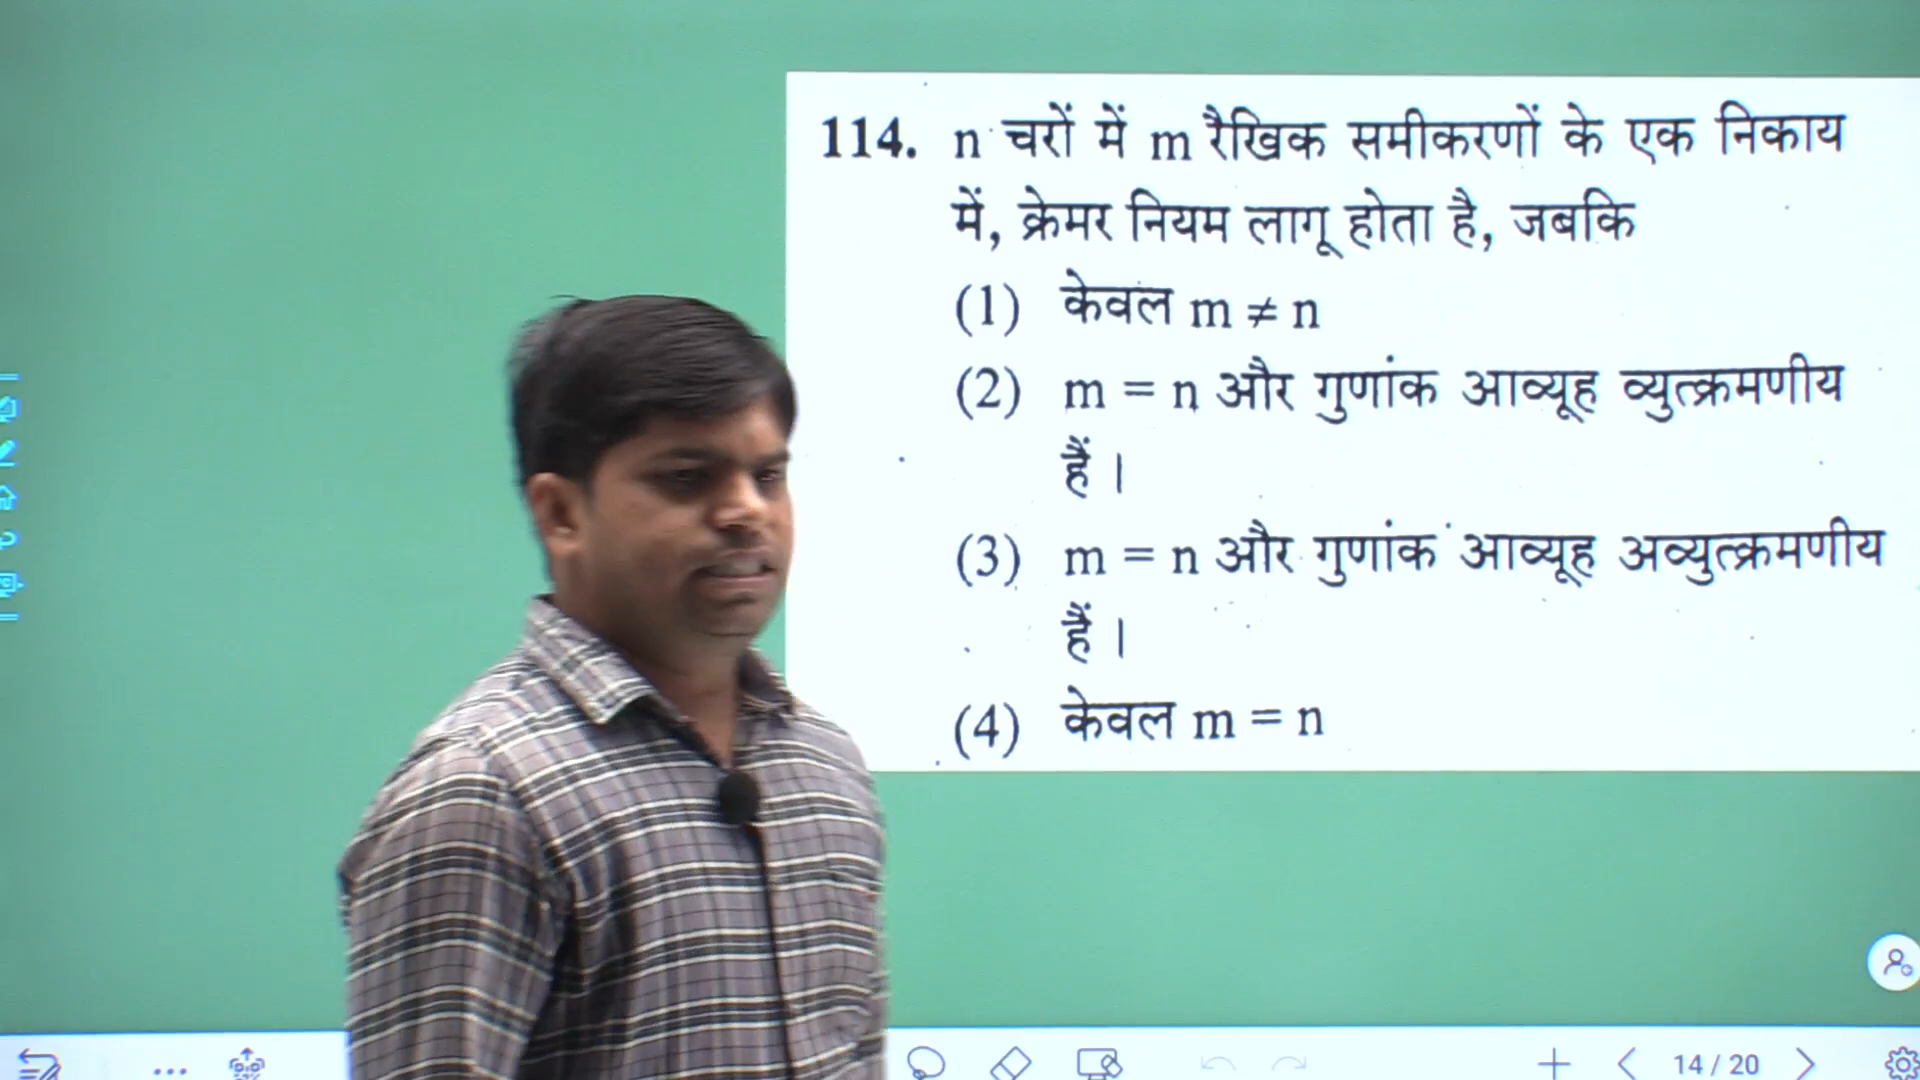 114. n चरों में m रैखिक समीकरणों के एक निकाय
में, क्रेमर नियम लागू होता है, जबकि
(1) केवल m ≠ n
(2) m = n और गुणांक आव्यूह व्युत्क्रमणीय
हैं ।
(3) m = n और गुणांक आव्यूह अव्युत्क्रमणीय
हैं ।
(4) केवल m = n
14 / 20